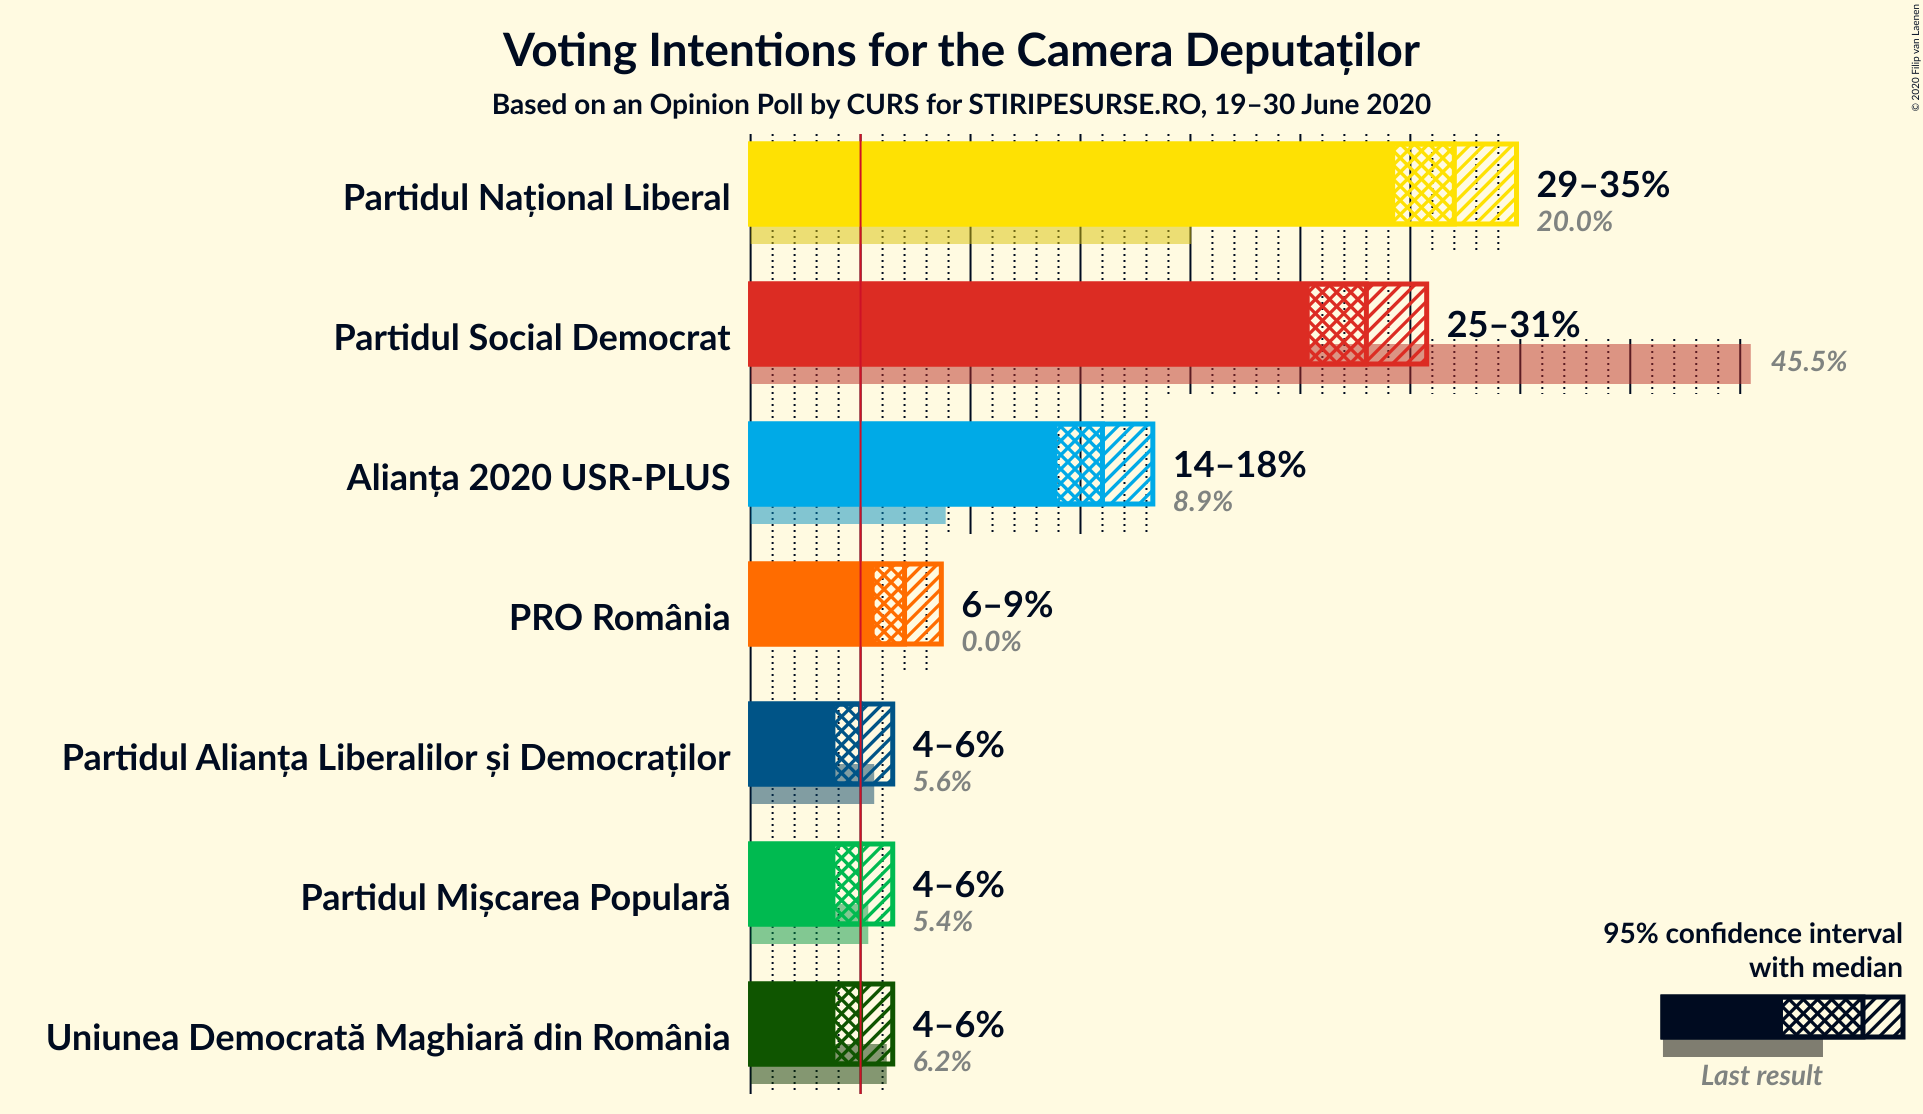 Voting Intentions for the Camera Deputaților
Based on an Opinion Poll by CURS for STIRIPESURSE.RO, 19–30 June 2020
© 2020 Filip van Laenen
Partidul Național Liberal
29–35%
20.0%
Partidul Social Democrat
25–31%
45.5%
Alianța 2020 USR-PLUS
14–18%
8.9%
PRO România
6–9%
0.0%
Partidul Alianța Liberalilor și Democraților
4–6%
5.6%
Partidul Mișcarea Populară
4–6%
5.4%
Uniunea Democrată Maghiară din România
4–6%
6.2%
95% confidence interval
with median
Last result